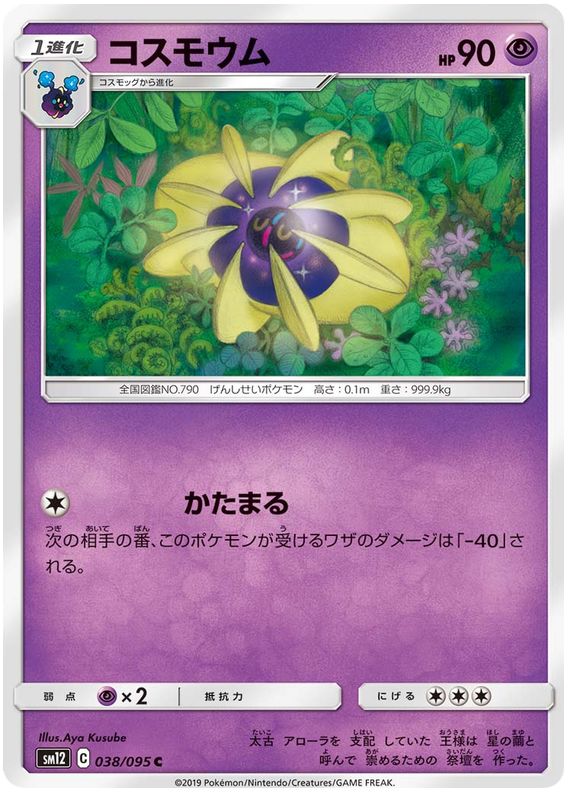 1進化
コスモウム
HP 90
コスモッグから進化
全国図鑑NO.790 げんしせいポケモン 高さ:0.1m 重さ:999.9kg
かたまる
次の相手の番、このポケモンが受けるワザのダメージは「-40」さ
れる。
弱点 ×2 抵抗力 にげる
Illus.Aya Kusube
太古 アローラを 支配 していた 王様は 星の繭と
呼んで 崇めるための 祭壇を 作った。
sm12 C 038/095 C
©2019 Pokémon/Nintendo/Creatures/GAME FREAK.